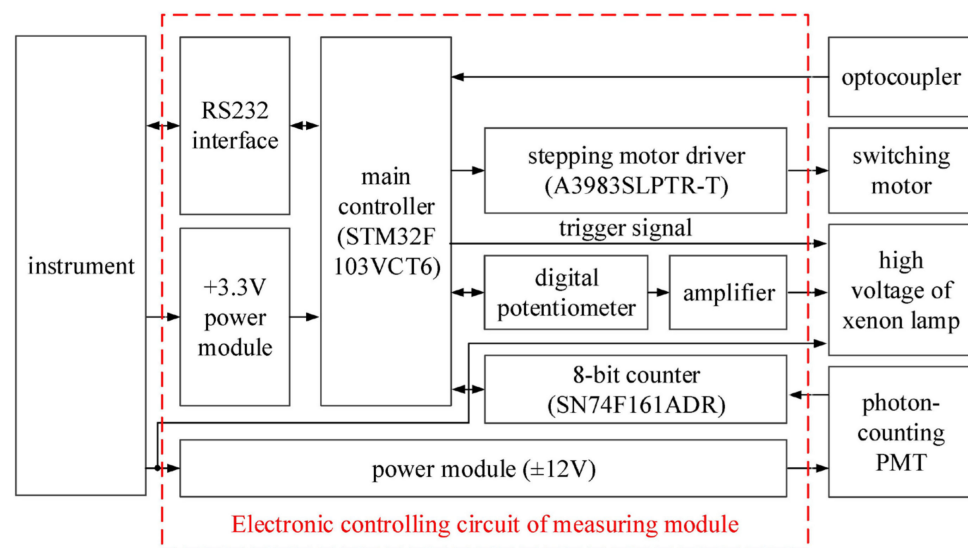 instrument
RS232
interface
+3.3V
power
module
main
controller
(STM32F
103VCT6)
optocoupler
stepping motor driver
(A3983SLPTR-T)
switching
motor
trigger signal
digital
potentiometer
amplifier
high
voltage of
xenon lamp
8-bit counter
(SN74F161ADR)
photon-
counting
PMT
power module (±12V)
Electronic controlling circuit of measuring module